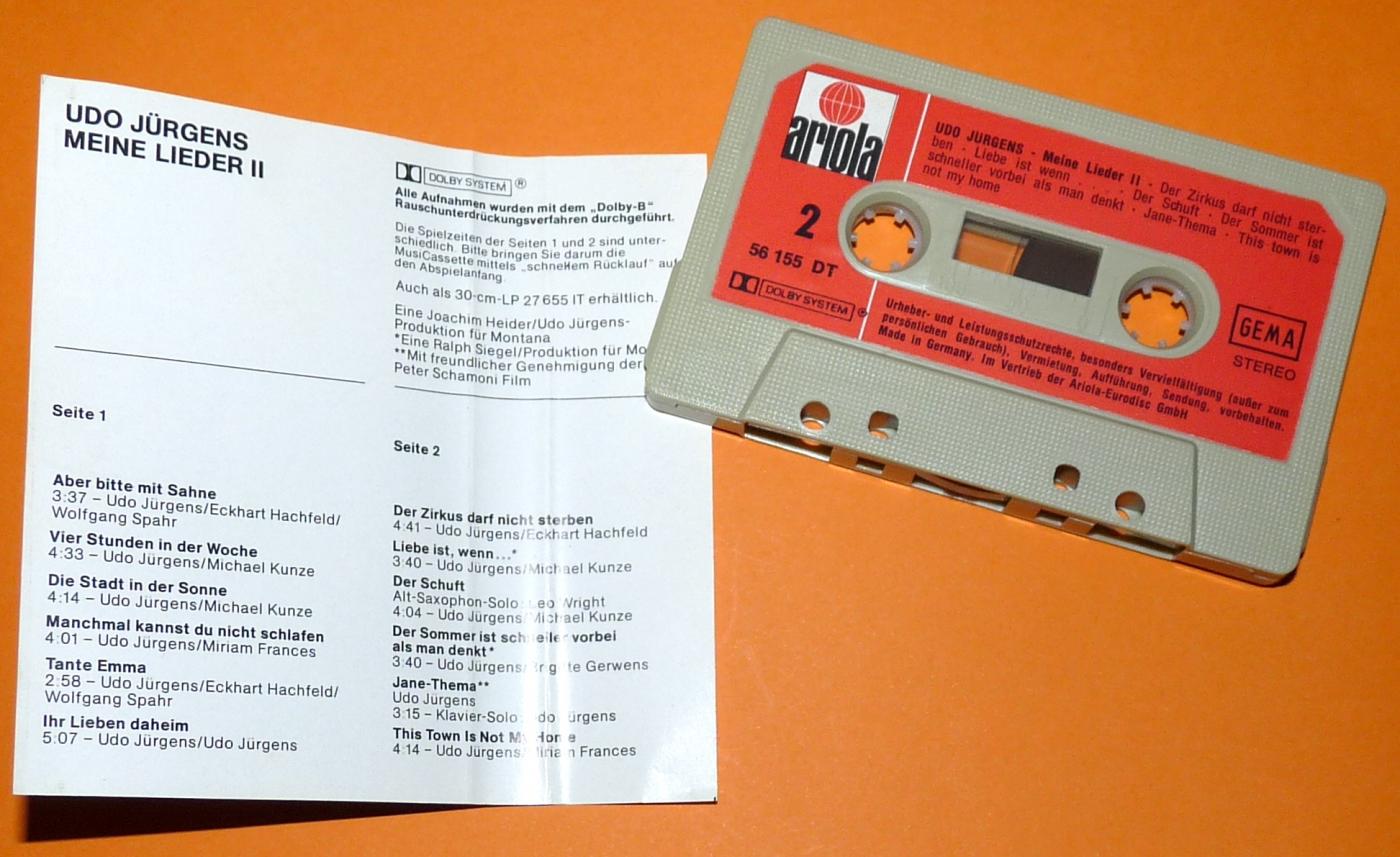 UDO JÜRGENS
MEINE LIEDER II
DOLBY SYSTEM ®
Alle Aufnahmen wurden mit dem „Dolby-B“
Rauschunterdrückungsverfahren durchgeführt.
Die Spielzeiten der Seiten 1 und 2 sind unter-
schiedlich. Bitte bringen Sie darum die
MusiCassette mittels „schnellem Rücklauf“ auf
den Abspielanfang.
Auch als 30-cm-LP 27 655 IT erhältlich.
Eine Joachim Heider/Udo Jürgens-
Produktion für Montana
*Eine Ralph Siegel/Produktion für Mo
**Mit freundlicher Genehmigung der
Peter Schamoni Film
Seite 1
Aber bitte mit Sahne
3:37 – Udo Jürgens/Eckhart Hachfeld/
Wolfgang Spahr
Vier Stunden in der Woche
4:33 – Udo Jürgens/Michael Kunze
Die Stadt in der Sonne
4:14 – Udo Jürgens/Michael Kunze
Manchmal kannst du nicht schlafen
4:01 – Udo Jürgens/Miriam Frances
Tante Emma
2:58 – Udo Jürgens/Eckhart Hachfeld/
Wolfgang Spahr
Ihr Lieben daheim
5:07 – Udo Jürgens/Udo Jürgens
Seite 2
Der Zirkus darf nicht sterben
4:41 – Udo Jürgens/Eckhart Hachfeld
Liebe ist, wenn...*
3:40 – Udo Jürgens/Michael Kunze
Der Schuft
Alt-Saxophon-Solo: Leo Wright
4:04 – Udo Jürgens/Michael Kunze
Der Sommer ist schneller vorbei
als man denkt*
3:40 – Udo Jürgens/Brigitte Gerwens
Jane-Thema**
Udo Jürgens
3:15 – Klavier-Solo: Udo Jürgens
This Town Is Not My Home
4:14 – Udo Jürgens/Miriam Frances
ariola
2
56 155 DT
DOLBY SYSTEM ®
UDO JURGENS - Meine Lieder II - Der Zirkus darf nicht ster-
ben · Liebe ist wenn . . . . · Der Schuft · Der Sommer ist
schneller vorbei als man denkt · Jane-Thema · This town is
not my home
Urheber- und Leistungsschutzrechte, besonders Vervielfältigung (außer zum
persönlichen Gebrauch), Vermietung, Aufführung, Sendung, vorbehalten.
Made in Germany. Im Vertrieb der Ariola-Eurodisc GmbH
GEMA
STEREO